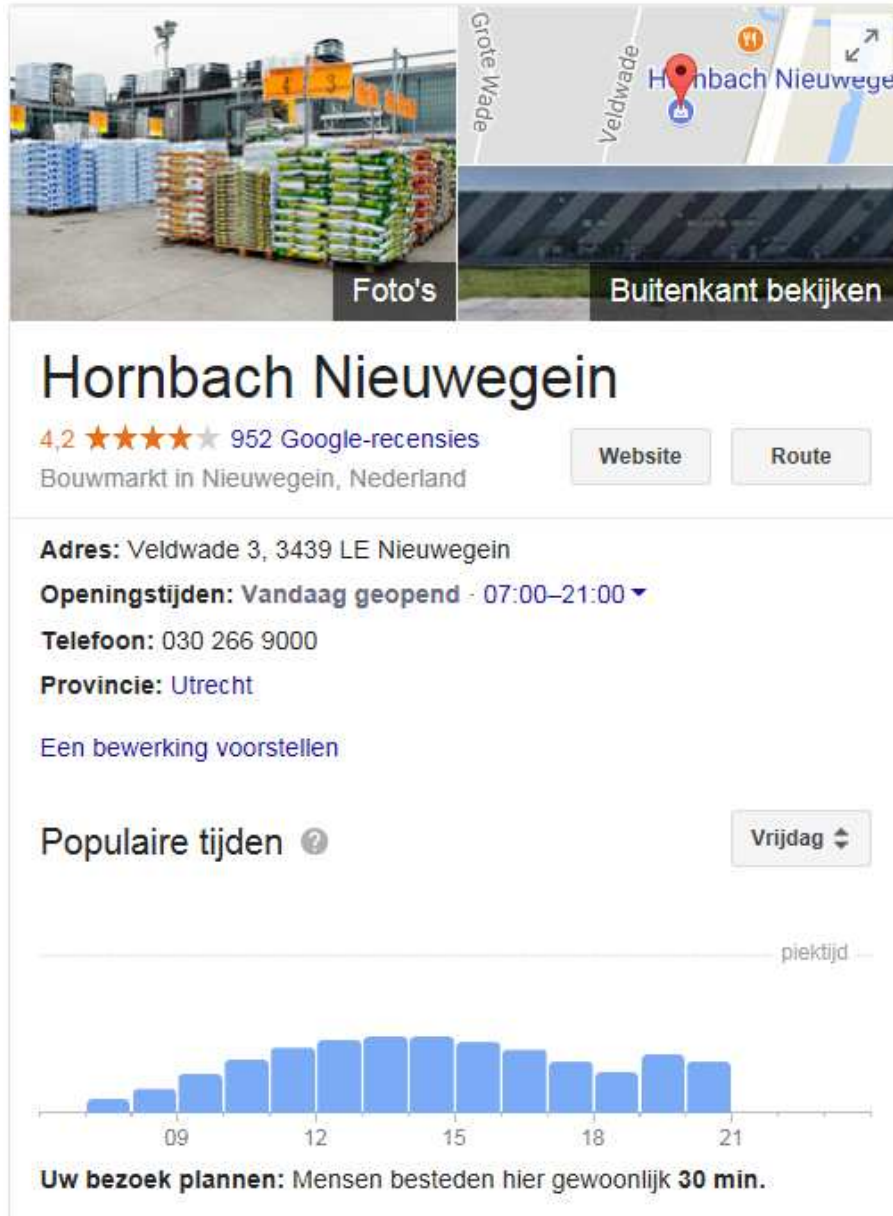 Grote Wade
Veldwade
Hornbach Nieuwege
Foto's
Buitenkant bekijken
Hornbach Nieuwegein
4,2 952 Google-recensies
Bouwmarkt in Nieuwegein, Nederland
Website Route
Adres: Veldwade 3, 3439 LE Nieuwegein
Openingstijden: Vandaag geopend · 07:00–21:00
Telefoon: 030 266 9000
Provincie: Utrecht
Een bewerking voorstellen
Populaire tijden ? Vrijdag
piektijd
09 12 15 18 21
Uw bezoek plannen: Mensen besteden hier gewoonlijk 30 min.